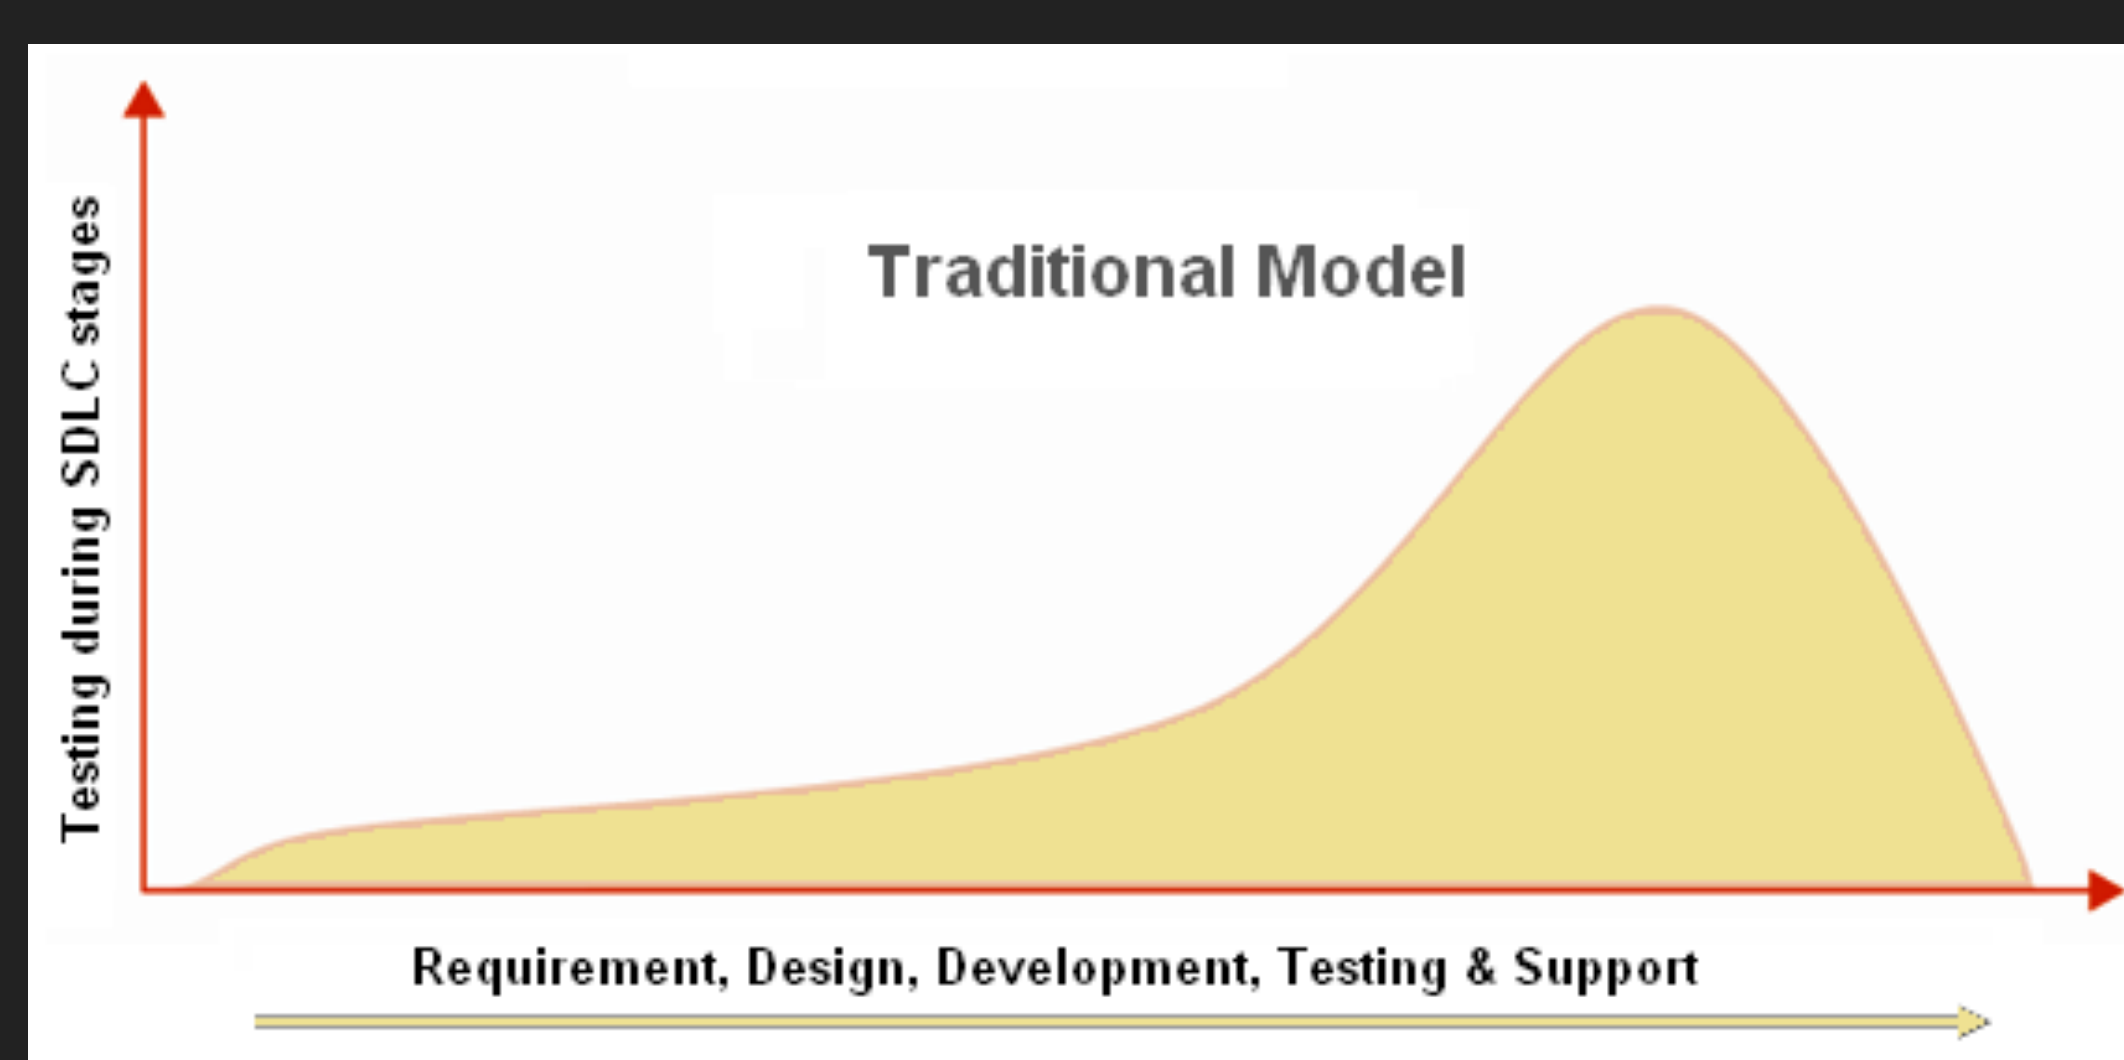 Traditional Model
Testing during SDLC stages
Requirement, Design, Development, Testing & Support